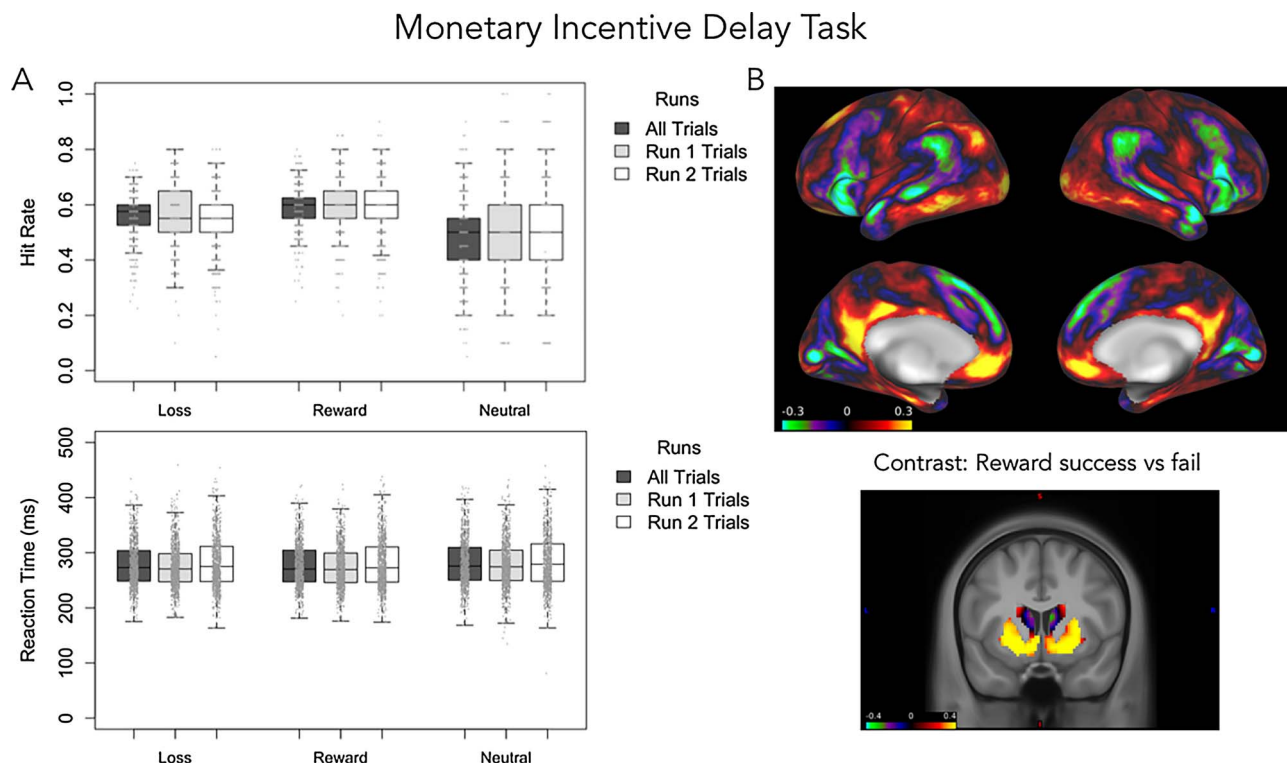 Monetary Incentive Delay Task
A
B
1.0
0.8
0.6
0.4
0.2
0.0
Hit Rate
Loss
Reward
Neutral
Runs
All Trials
Run 1 Trials
Run 2 Trials
500
400
300
200
100
0
Reaction Time (ms)
Loss
Reward
Neutral
Runs
All Trials
Run 1 Trials
Run 2 Trials
-0.3 0 0.3
Contrast: Reward success vs fail
S
I
-0.4 0 0.4